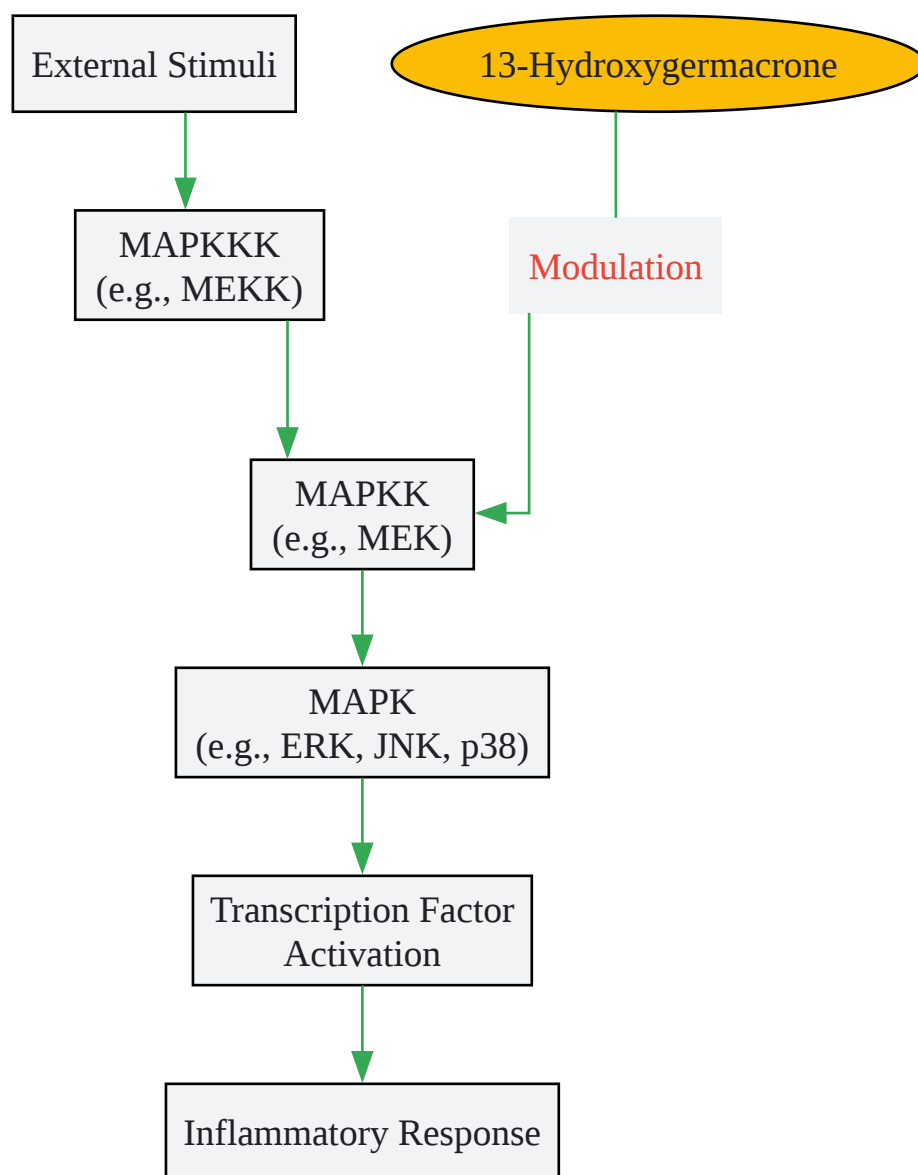 External Stimuli
13-Hydroxygermacrone
MAPKKK
(e.g., MEKK)
Modulation
MAPKK
(e.g., MEK)
MAPK
(e.g., ERK, JNK, p38)
Transcription Factor
Activation
Inflammatory Response